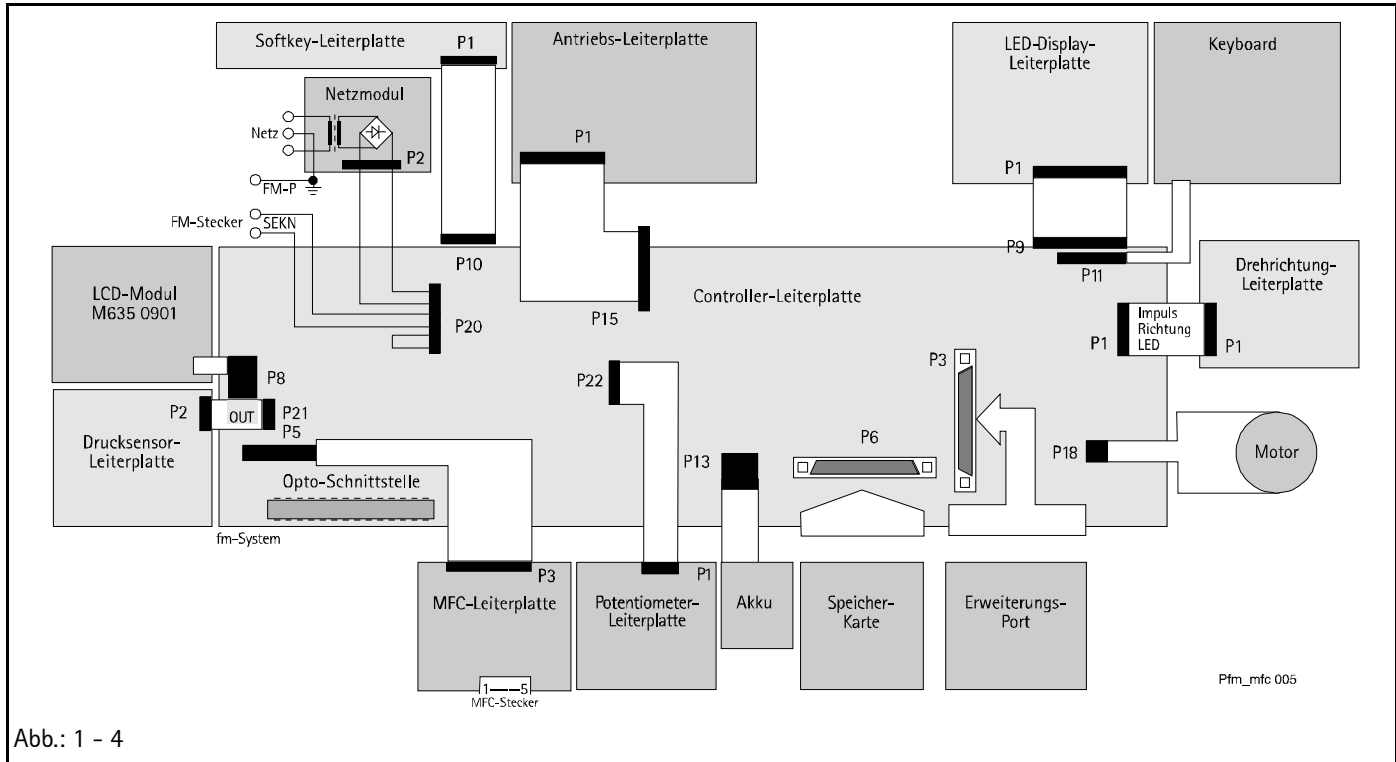 Softkey-Leiterplatte
P1
Antriebs-Leiterplatte
LED-Display-
Leiterplatte
Keyboard
Netzmodul
Netz
P2
P1
P1
FM-P
FM-Stecker
SEKN
P10
P9
P11
LCD-Modul
M635 0901
P20
P15
Controller-Leiterplatte
Drehrichtung-
Leiterplatte
Impuls
Richtung
LED
P1
P1
P8
P22
P3
P2
OUT
P21
P5
Drucksensor-
Leiterplatte
P13
P6
P18
Motor
Opto-Schnittstelle
fm-System
P3
MFC-Leiterplatte
1——5
MFC-Stecker
P1
Potentiometer-
Leiterplatte
Akku
Speicher-
Karte
Erweiterungs-
Port
Pfm_mfc 005
Abb.: 1 - 4